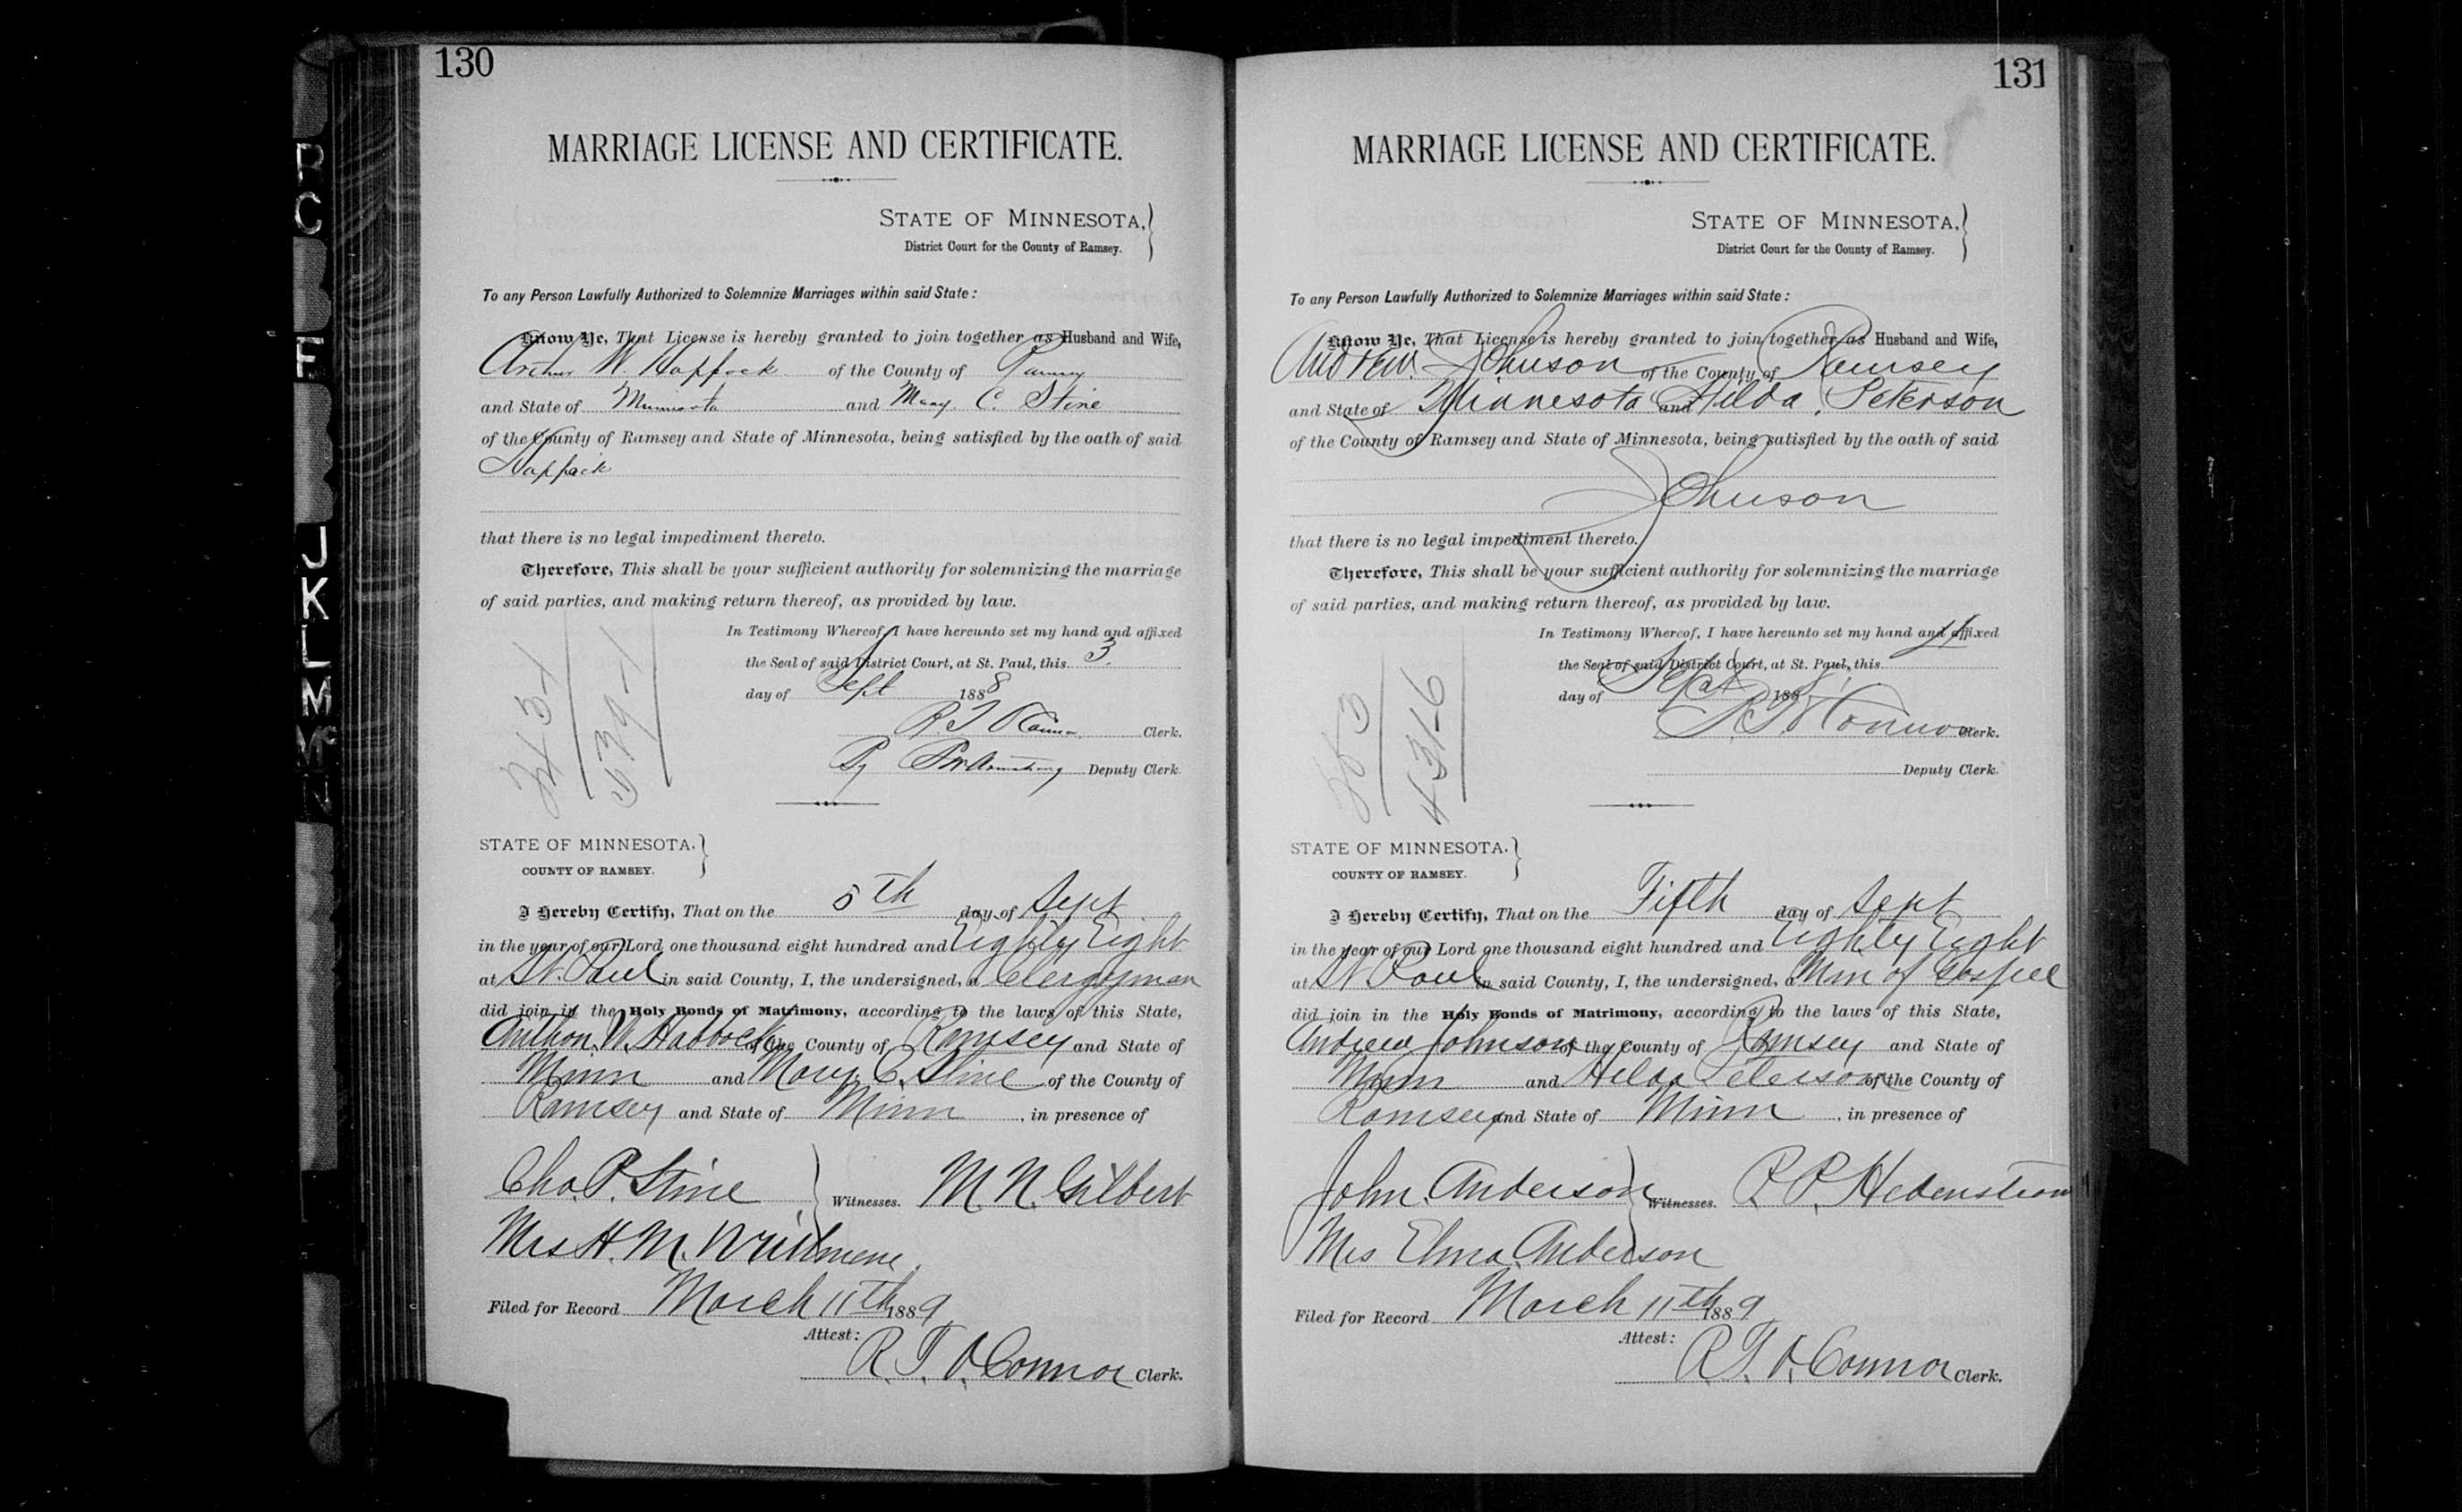 130
MARRIAGE LICENSE AND CERTIFICATE.
STATE OF MINNESOTA,
District Court for the County of Ramsey.
To any Person Lawfully Authorized to Solemnize Marriages within said State:
Know Ye, That License is hereby granted to join together as Husband and Wife,
Arthur W. of the County of Ramsey
and State of Minnesota and Mary C. Stine
of the County of Ramsey and State of Minnesota, being satisfied by the oath of said
that there is no legal impediment thereto.
Therefore, This shall be your sufficient authority for solemnizing the marriage
of said parties, and making return thereof, as provided by law.
In Testimony Whereof, I have hereunto set my hand and affixed
the Seal of said District Court, at St. Paul, this 3.
day of Sept 1888
R. T. O'Connor Clerk.
By Deputy Clerk.
STATE OF MINNESOTA.
COUNTY OF RAMSEY.
I Hereby Certify, That on the 5th day of Sept
in the year of our Lord one thousand eight hundred and Eighty Eight
at St. Paul in said County, I, the undersigned, a Clergyman
did join in the Holy Bonds of Matrimony, according to the laws of this State,
W. of the County of Ramsey and State of
Minn and Mary C. Stine of the County of
Ramsey and State of Minn, in presence of
Cha. P. Stine Witnesses. M. N. Gilbert
Mrs H. M.
Filed for Record March 11th 1889
Attest:
R. T. O'Connor Clerk.
131
MARRIAGE LICENSE AND CERTIFICATE.
STATE OF MINNESOTA,
District Court for the County of Ramsey.
To any Person Lawfully Authorized to Solemnize Marriages within said State:
Know Ye, That License is hereby granted to join together as Husband and Wife,
Andrew Johnson of the County of Ramsey
and State of Minnesota and Hilda Peterson
of the County of Ramsey and State of Minnesota, being satisfied by the oath of said
Johnson
that there is no legal impediment thereto.
Therefore, This shall be your sufficient authority for solemnizing the marriage
of said parties, and making return thereof, as provided by law.
In Testimony Whereof, I have hereunto set my hand and affixed
the Seal of said District Court, at St. Paul, this
day of Sept 188
R. T. O'Connor Clerk.
Deputy Clerk.
STATE OF MINNESOTA.
COUNTY OF RAMSEY.
I Hereby Certify, That on the Fifth day of Sept
in the year of our Lord one thousand eight hundred and Eighty Eight
at St Paul in said County, I, the undersigned, a Min of Gospel
did join in the Holy Bonds of Matrimony, according to the laws of this State,
Andrew Johnson of the County of Ramsey and State of
Minn and Hilda Peterson of the County of
Ramsey and State of Minn, in presence of
John Anderson Witnesses. P. P. Hedenstrom
Mrs Elma Anderson
Filed for Record March 11th 1889
Attest:
R. T. O'Connor Clerk.